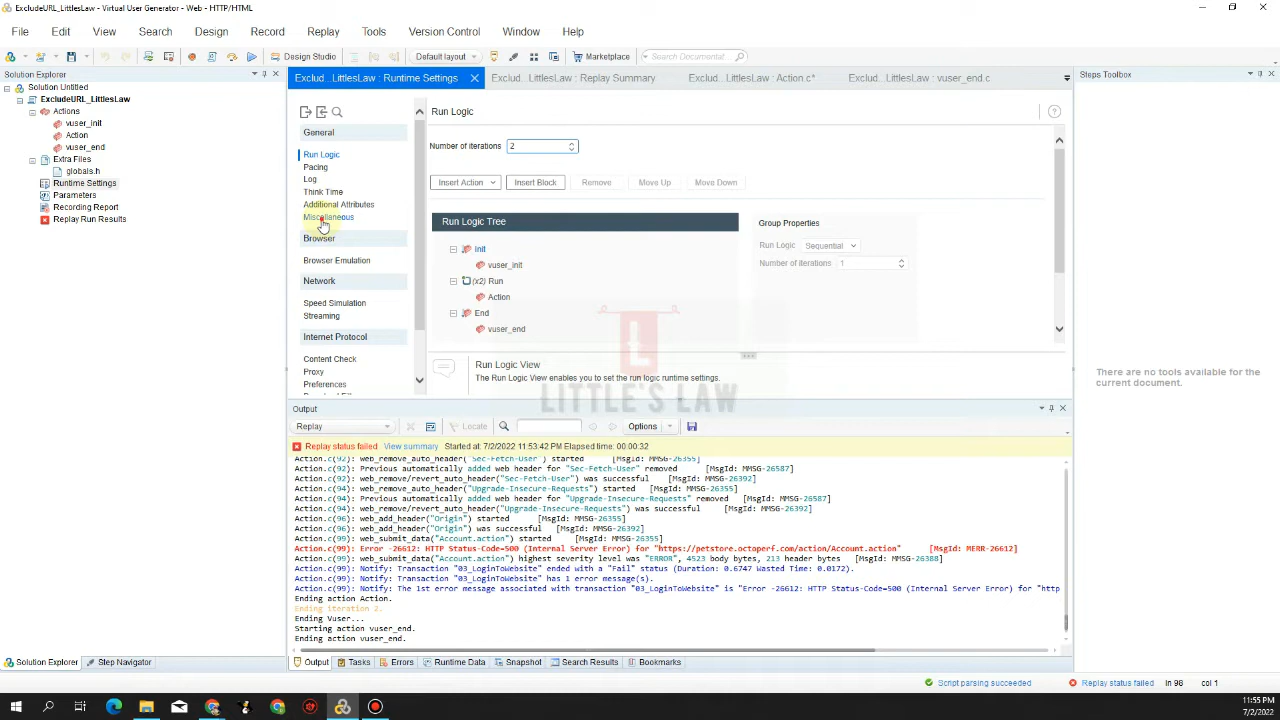 ExcludeURL_LittlesLaw - Virtual User Generator - Web - HTTP/HTML
File Edit View Search Design Record Replay Tools Version Control Window Help
Design Studio Default layout Marketplace Search Documentat...
Solution Explorer
Solution Untitled
ExcludeURL_LittlesLaw
Actions
vuser_init
Action
vuser_end
Extra Files
globals.h
Runtime Settings
Parameters
Recording Report
Replay Run Results
Exclud...LittlesLaw : Runtime Settings Exclud...LittlesLaw : Replay Summary Exclud...LittlesLaw : Action.c* Exclud...LittlesLaw : vuser_end.c
General
Run Logic
Pacing
Log
Think Time
Additional Attributes
Miscellaneous
Browser
Browser Emulation
Network
Speed Simulation
Streaming
Internet Protocol
Content Check
Proxy
Preferences
Run Logic
Number of iterations 2
Insert Action Insert Block Remove Move Up Move Down
Run Logic Tree
Init
vuser_init
(x2) Run
Action
End
vuser_end
Group Properties
Run Logic Sequential
Number of iterations 1
LITTLE'S LAW
Run Logic View
The Run Logic View enables you to set the run logic runtime settings.
Steps Toolbox
There are no tools available for the
current document.
Output
Replay Locate Options
Replay status failed View summary Started at: 7/2/2022 11:53:42 PM Elapsed time: 00:00:32
Action.c(92): web_remove_auto_header("Sec-Fetch-User") started [MsgId: MMSG-26355]
Action.c(92): Previous automatically added web header for "Sec-Fetch-User" removed [MsgId: MMSG-26587]
Action.c(92): web_remove/revert_auto_header("Sec-Fetch-User") was successful [MsgId: MMSG-26392]
Action.c(94): web_remove_auto_header("Upgrade-Insecure-Requests") started [MsgId: MMSG-26355]
Action.c(94): Previous automatically added web header for "Upgrade-Insecure-Requests" removed [MsgId: MMSG-26587]
Action.c(94): web_remove/revert_auto_header("Upgrade-Insecure-Requests") was successful [MsgId: MMSG-26392]
Action.c(96): web_add_header("Origin") started [MsgId: MMSG-26355]
Action.c(96): web_add_header("Origin") was successful [MsgId: MMSG-26392]
Action.c(99): web_submit_data("Account.action") started [MsgId: MMSG-26355]
Action.c(99): Error -26612: HTTP Status-Code=500 (Internal Server Error) for "https://petstore.octoperf.com/action/Account.action" [MsgId: MERR-26612]
Action.c(99): web_submit_data("Account.action") highest severity level was "ERROR", 4523 body bytes, 213 header bytes [MsgId: MMSG-26388]
Action.c(99): Notify: Transaction "03_LoginToWebsite" ended with a "Fail" status (Duration: 0.6747 Wasted Time: 0.0172).
Action.c(99): Notify: Transaction "03_LoginToWebsite" has 1 error message(s).
Action.c(99): Notify: The 1st error message associated with transaction "03_LoginToWebsite" is "Error -26612: HTTP Status-Code=500 (Internal Server Error) for "http
Ending action Action.
Ending iteration 2.
Ending Vuser...
Starting action vuser_end.
Ending action vuser_end.
Solution Explorer Step Navigator Output Tasks Errors Runtime Data Snapshot Search Results Bookmarks
Script parsing succeeded Replay status failed ln 98 col 1
11:55 PM
7/2/2022